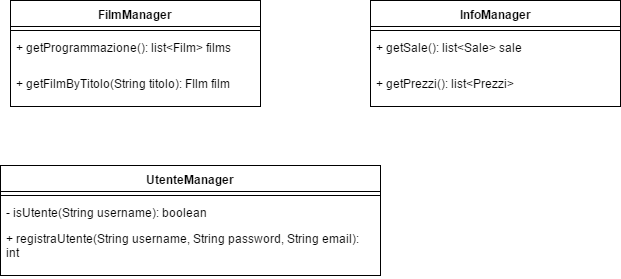 FilmManager
+ getProgrammazione(): list<Film> films
+ getFilmByTitolo(String titolo): FIlm film
InfoManager
+ getSale(): list<Sale> sale
+ getPrezzi(): list<Prezzi>
UtenteManager
- isUtente(String username): boolean
+ registraUtente(String username, String password, String email):
int